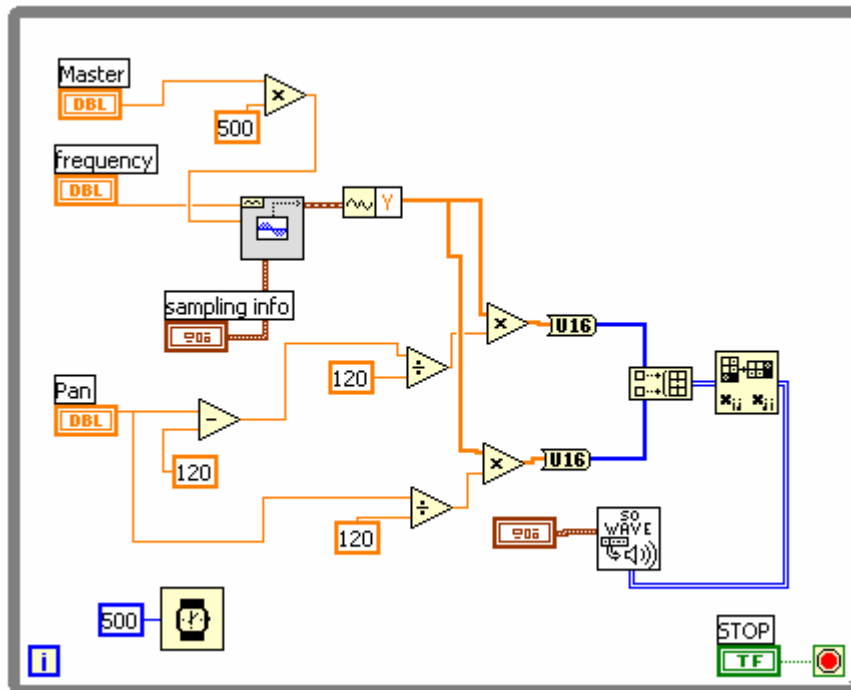 Master
DBL
×
500
frequency
DBL
Y
sampling info
×
U16
÷
120
Pan
DBL
-
120
×
U16
÷
120
X i,j X i,j
SO
WAVE
500
STOP
TF
i